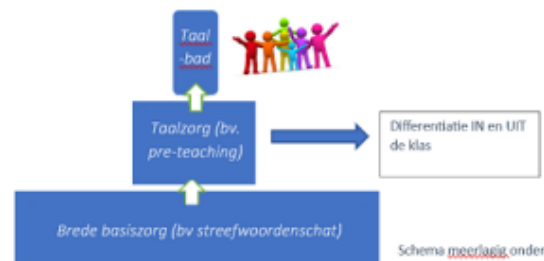 Taal
-bad
Taalzorg (bv.
pre-teaching)
Differentiatie IN en UIT
de klas
Brede basiszorg (bv streefwoordenschat)
Schema meerlagig onder